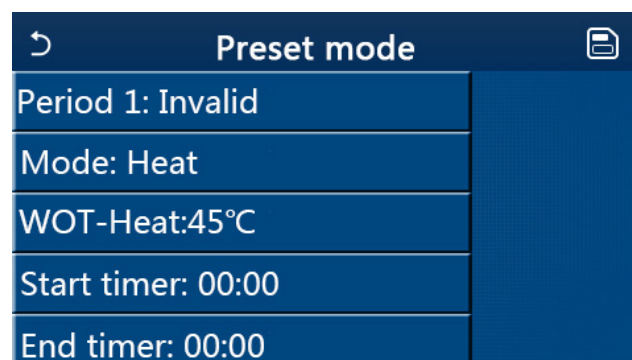 Preset mode
Period 1: Invalid
Mode: Heat
WOT-Heat:45℃
Start timer: 00:00
End timer: 00:00